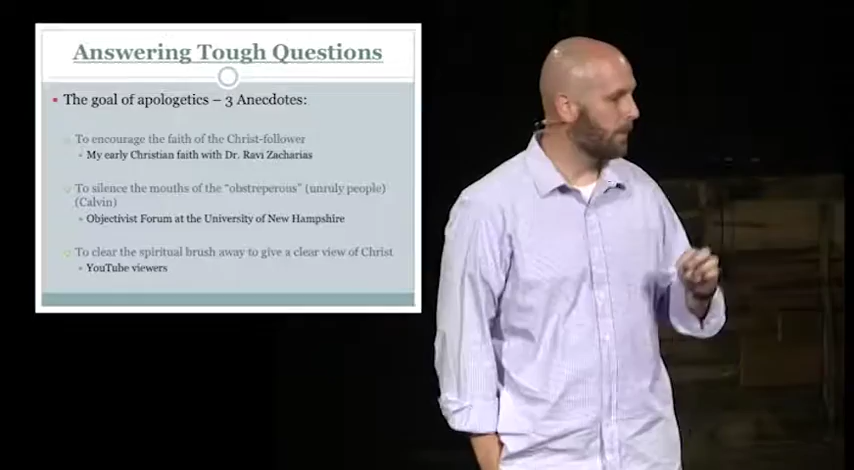 Answering Tough Questions
The goal of apologetics – 3 Anecdotes:
To encourage the faith of the Christ-follower
My early Christian faith with Dr. Ravi Zacharias
To silence the mouths of the “obstreperous” (unruly people)
(Calvin)
Objectivist Forum at the University of New Hampshire
To clear the spiritual brush away to give a clear view of Christ
YouTube viewers